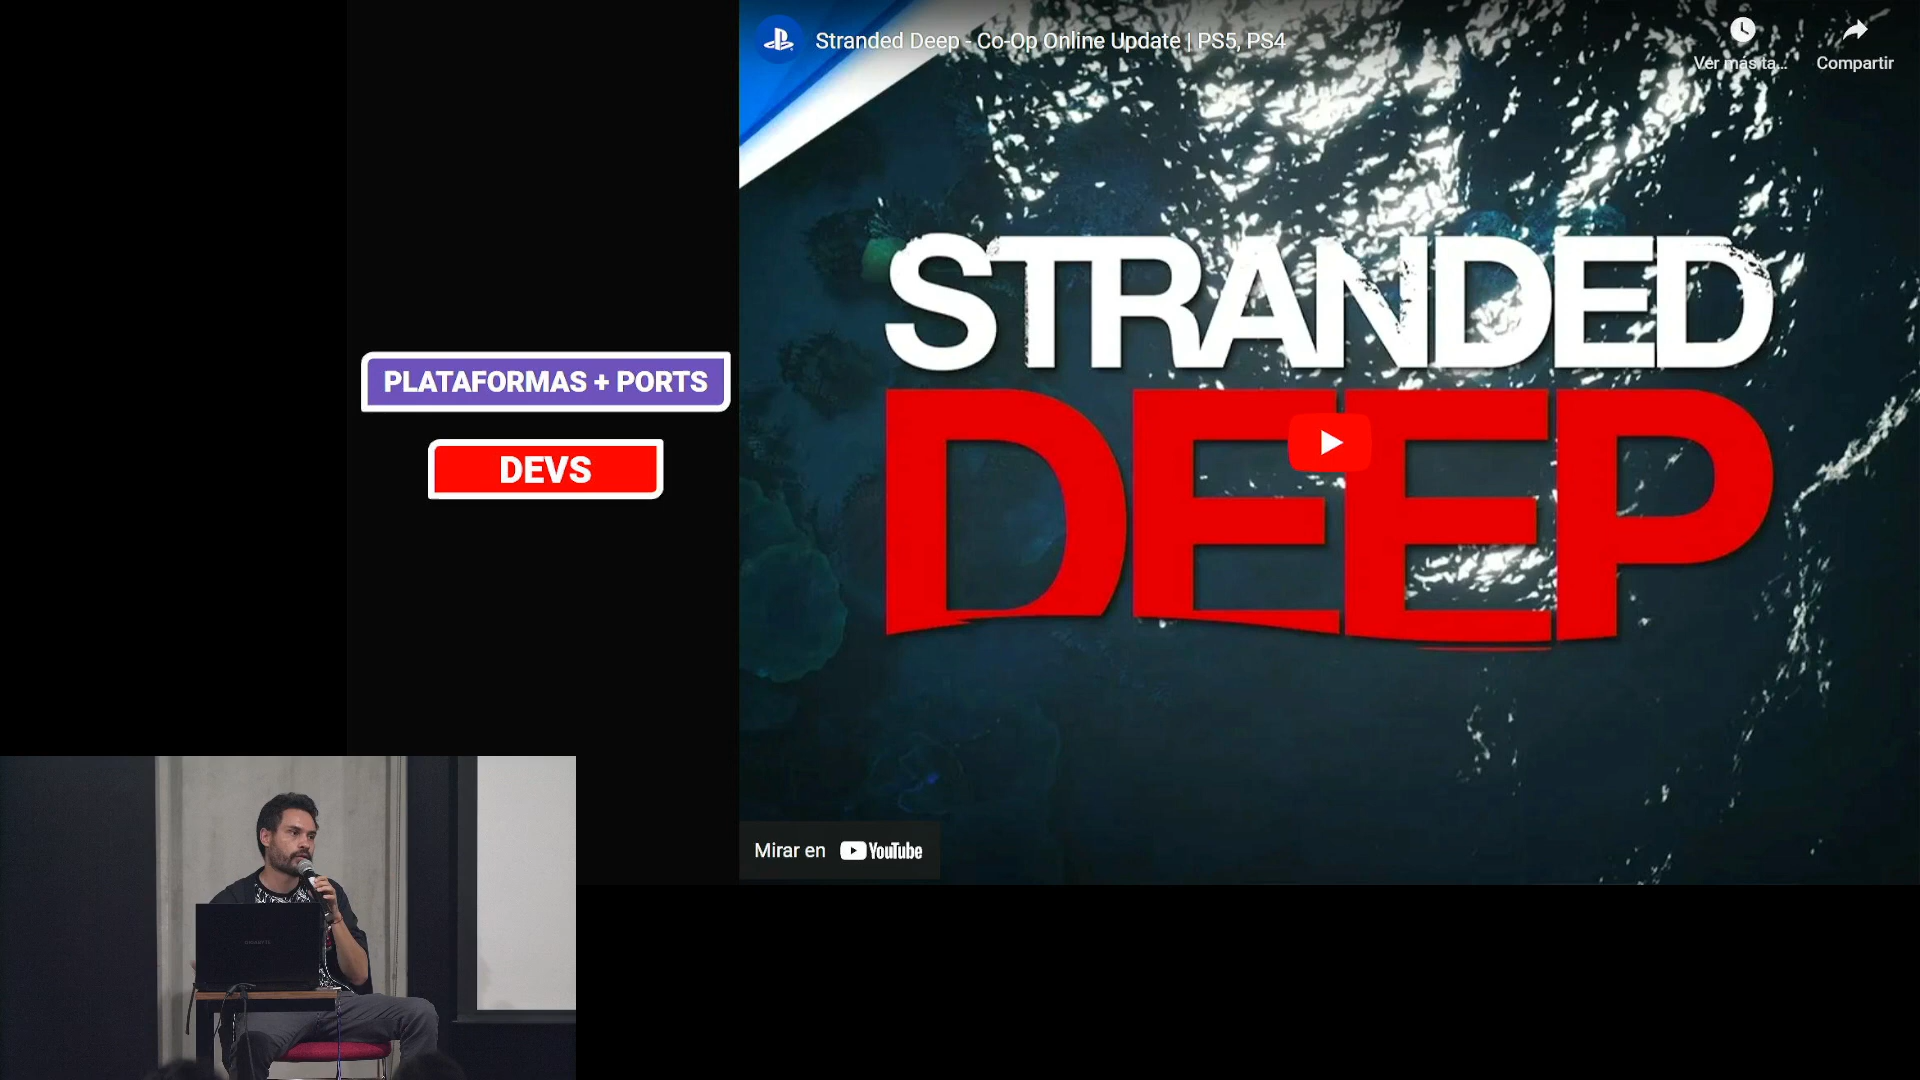 Stranded Deep - Co-Op Online Update | PS5, PS4
Ver más ta...
Compartir
PLATAFORMAS + PORTS
DEVS
STRANDED
DEEP
Mirar en YouTube
GIGABYTE